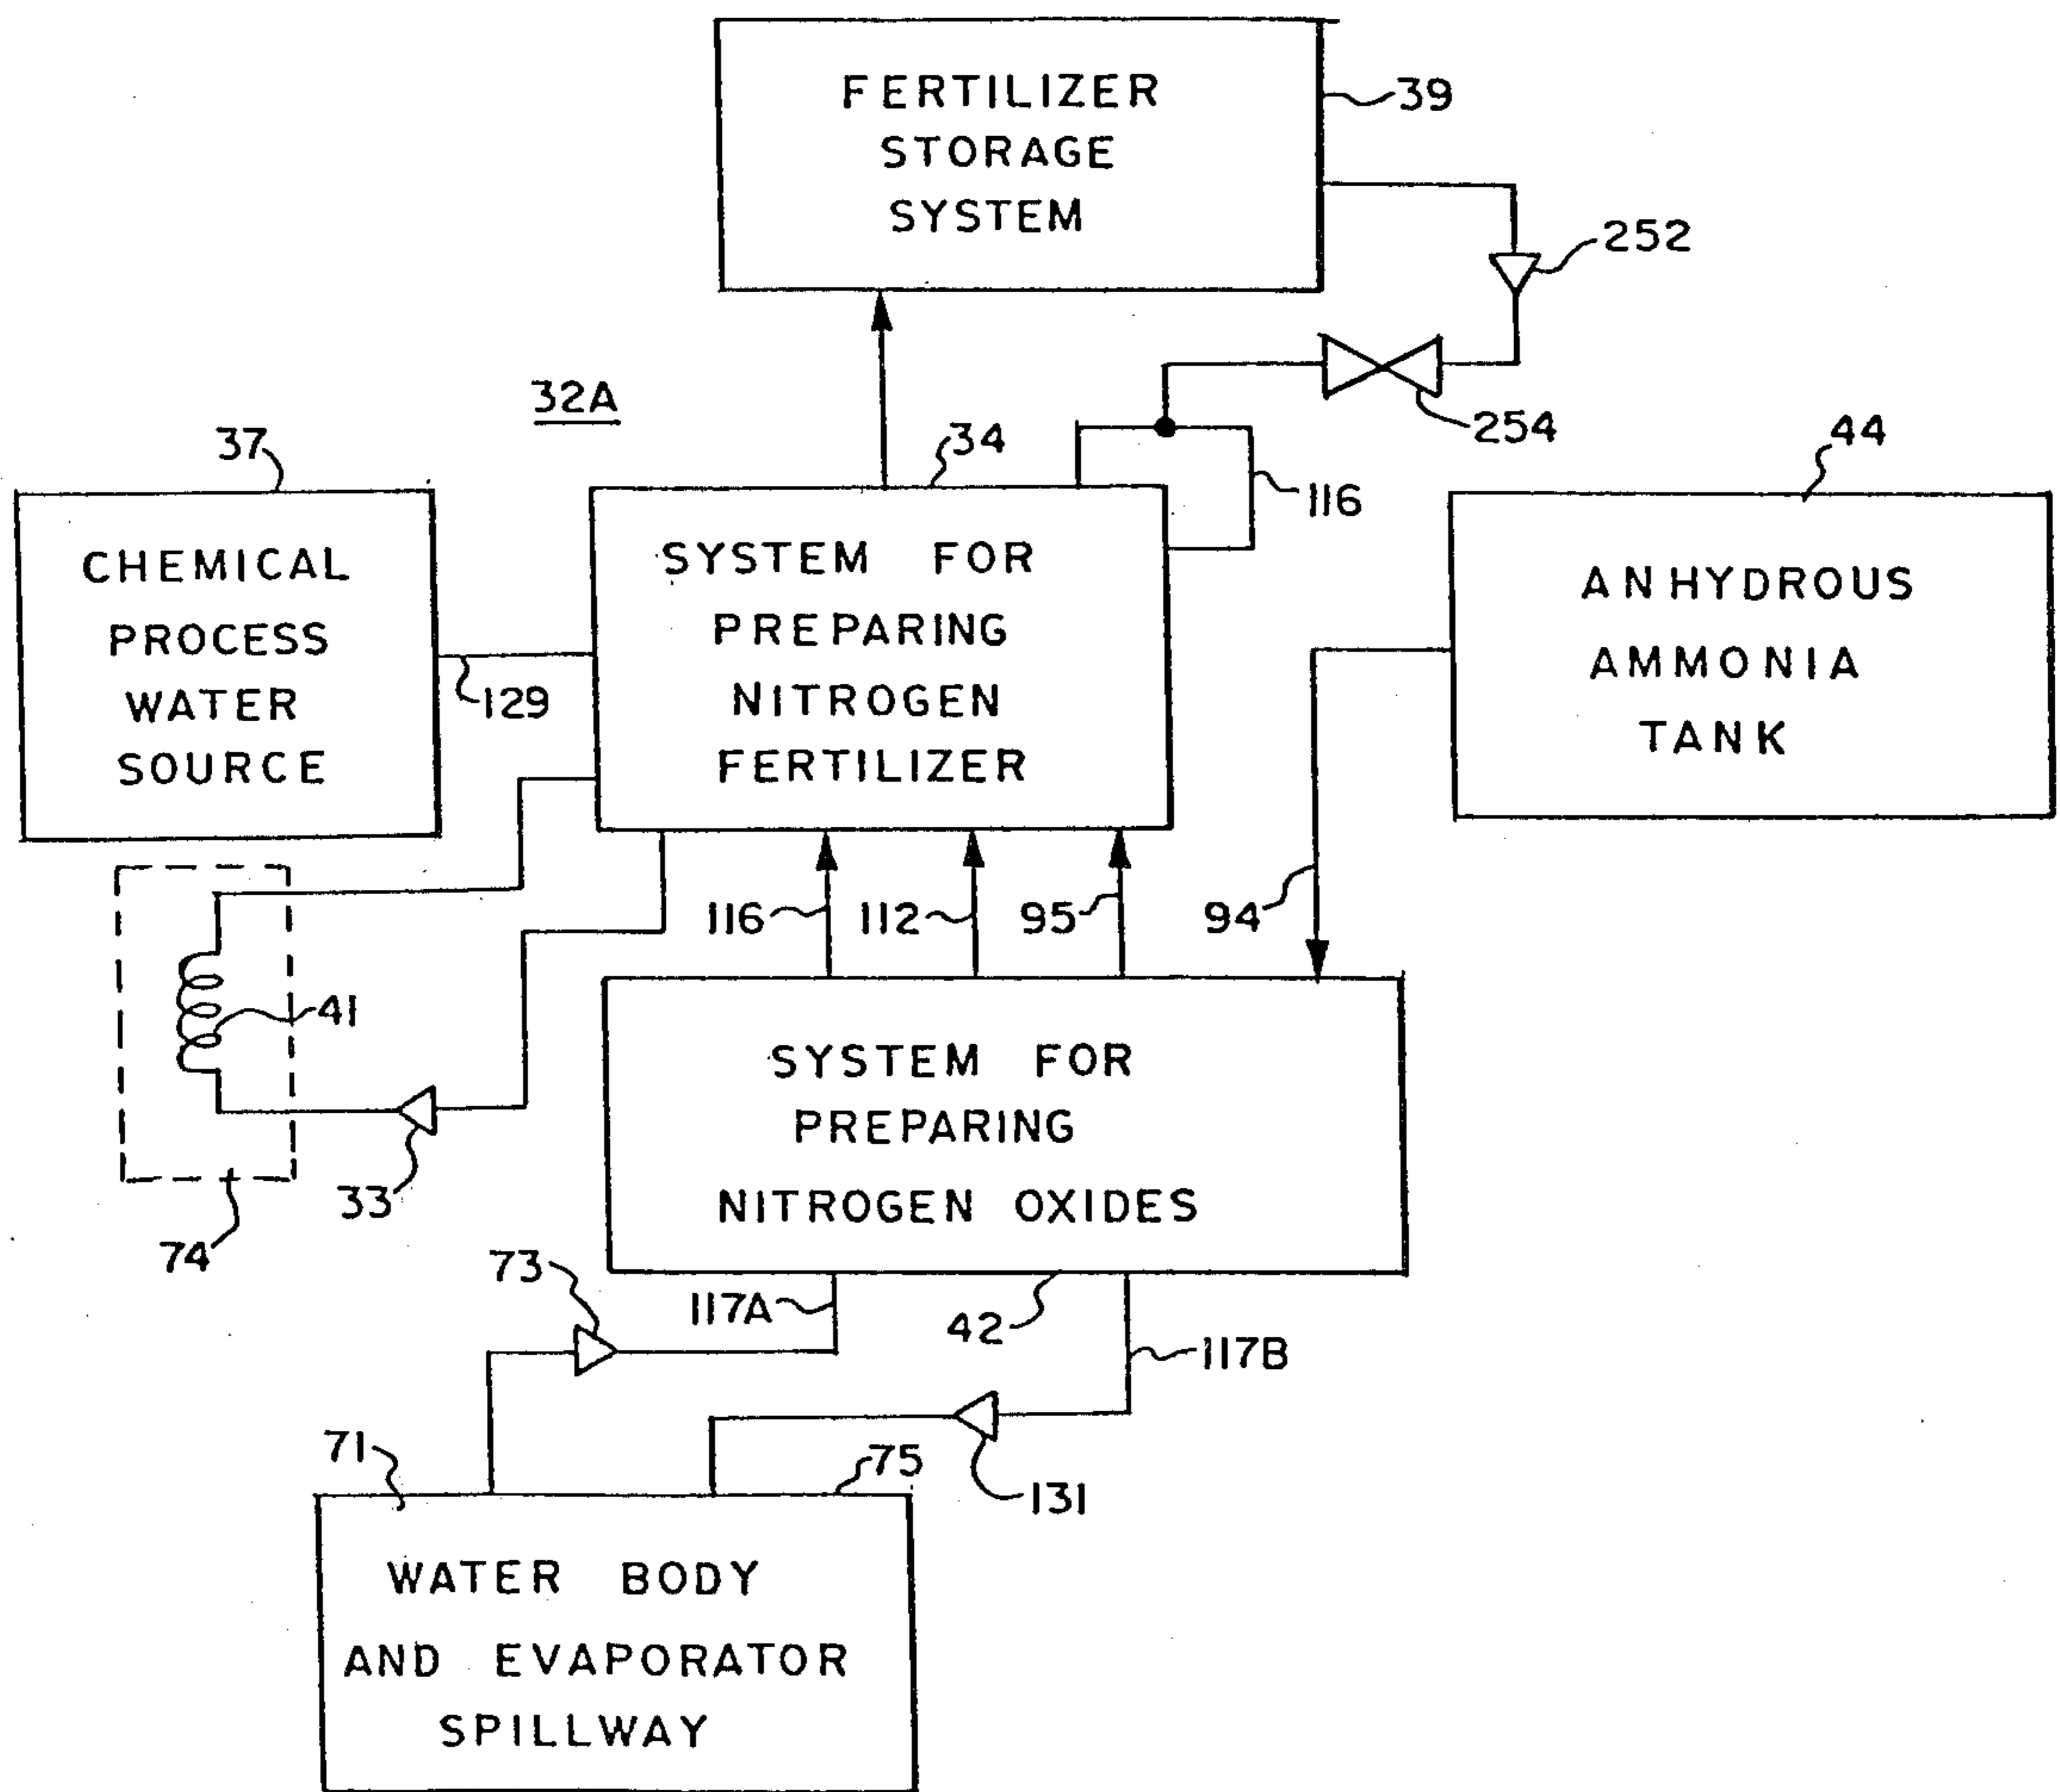 FERTILIZER
STORAGE
SYSTEM
39
252
254
32A
37
34
116
44
CHEMICAL
PROCESS
WATER
SOURCE
129
SYSTEM FOR
PREPARING
NITROGEN
FERTILIZER
ANHYDROUS
AMMONIA
TANK
116
112
95
94
41
33
74
SYSTEM FOR
PREPARING
NITROGEN OXIDES
73
117A
42
117B
71
75
131
WATER BODY
AND EVAPORATOR
SPILLWAY